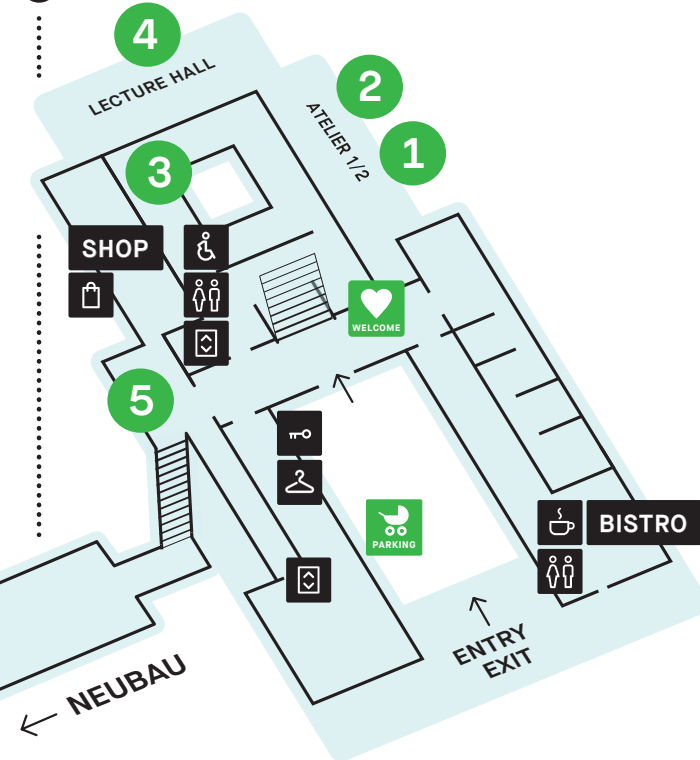 4
LECTURE HALL
2
ATELIER 1/2
1
3
SHOP
WELCOME
5
PARKING
BISTRO
ENTRY
EXIT
NEUBAU